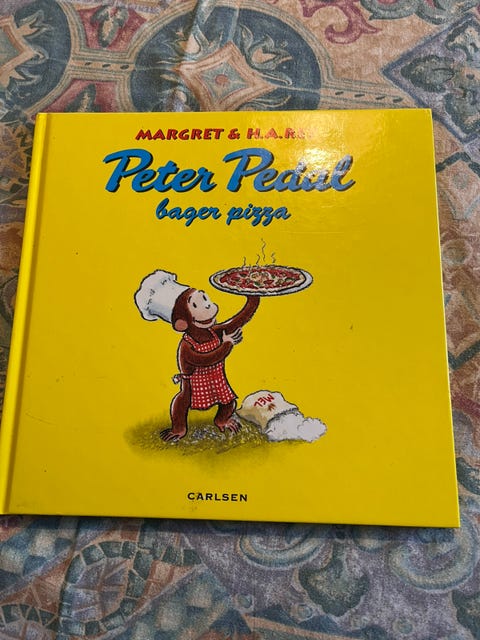 MARGRET & H.A.
Peter Pedal
bager pizza
MEL
CARLSEN